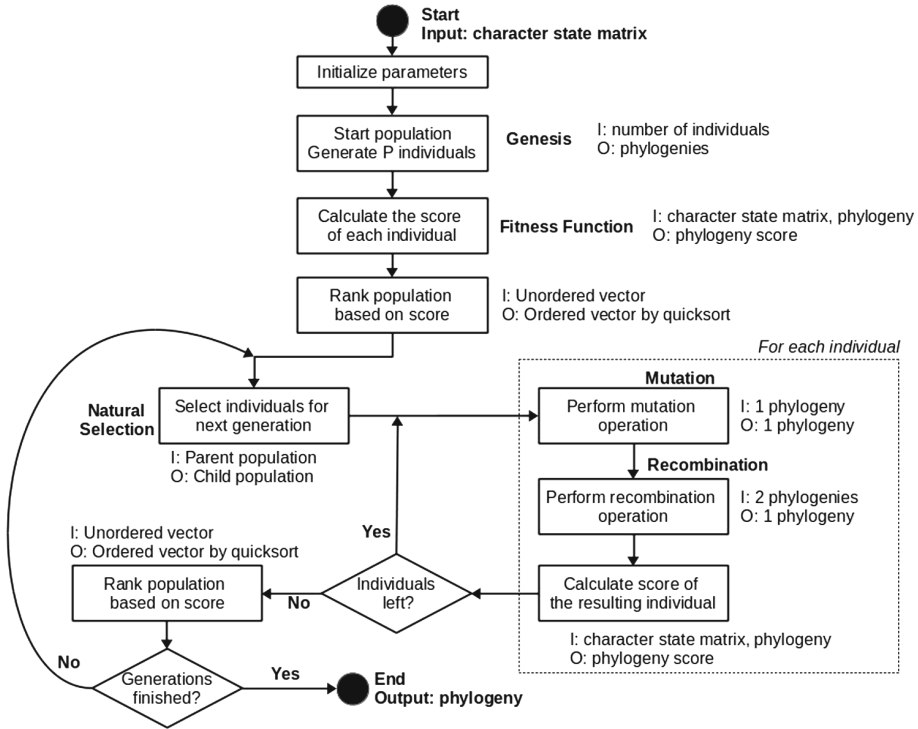 Start
Input: character state matrix
Initialize parameters
Start population
Generate P individuals
Genesis
I: number of individuals
O: phylogenies
Calculate the score
of each individual
Fitness Function
I: character state matrix, phylogeny
O: phylogeny score
Rank population
based on score
I: Unordered vector
O: Ordered vector by quicksort
For each individual
Natural
Selection
Select individuals for
next generation
I: Parent population
O: Child population
Mutation
Perform mutation
operation
I: 1 phylogeny
O: 1 phylogeny
Recombination
Perform recombination
operation
I: 2 phylogenies
O: 1 phylogeny
Calculate score of
the resulting individual
I: character state matrix, phylogeny
O: phylogeny score
Individuals
left?
Yes
No
I: Unordered vector
O: Ordered vector by quicksort
Rank population
based on score
Generations
finished?
No
Yes
End
Output: phylogeny